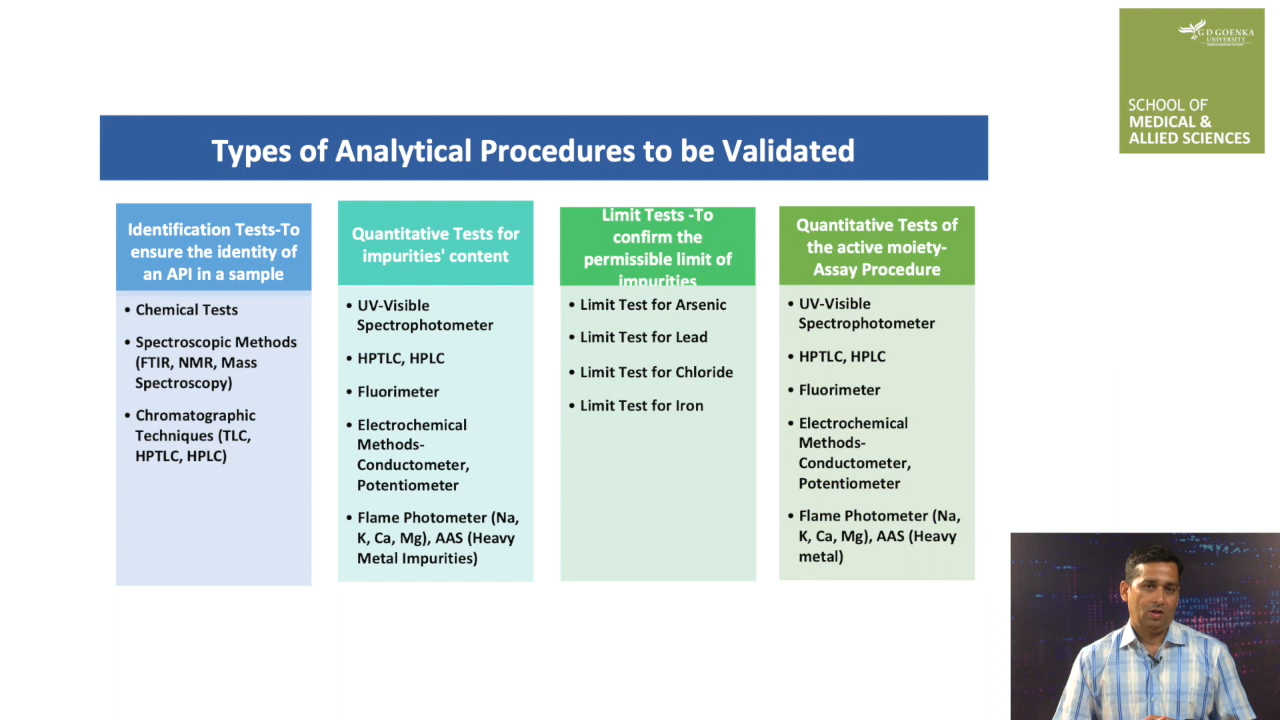 G D GOENKA
UNIVERSITY
SCHOOL OF
MEDICAL &
ALLIED SCIENCES
Types of Analytical Procedures to be Validated
Identification Tests-To
ensure the identity of
an API in a sample
• Chemical Tests
• Spectroscopic Methods
(FTIR, NMR, Mass
Spectroscopy)
• Chromatographic
Techniques (TLC,
HPTLC, HPLC)
Quantitative Tests for
impurities' content
• UV-Visible
Spectrophotometer
• HPTLC, HPLC
• Fluorimeter
• Electrochemical
Methods-
Conductometer,
Potentiometer
• Flame Photometer (Na,
K, Ca, Mg), AAS (Heavy
Metal Impurities)
Limit Tests -To
confirm the
permissible limit of
impurities
• Limit Test for Arsenic
• Limit Test for Lead
• Limit Test for Chloride
• Limit Test for Iron
Quantitative Tests of
the active moiety-
Assay Procedure
• UV-Visible
Spectrophotometer
• HPTLC, HPLC
• Fluorimeter
• Electrochemical
Methods-
Conductometer,
Potentiometer
• Flame Photometer (Na,
K, Ca, Mg), AAS (Heavy
metal)